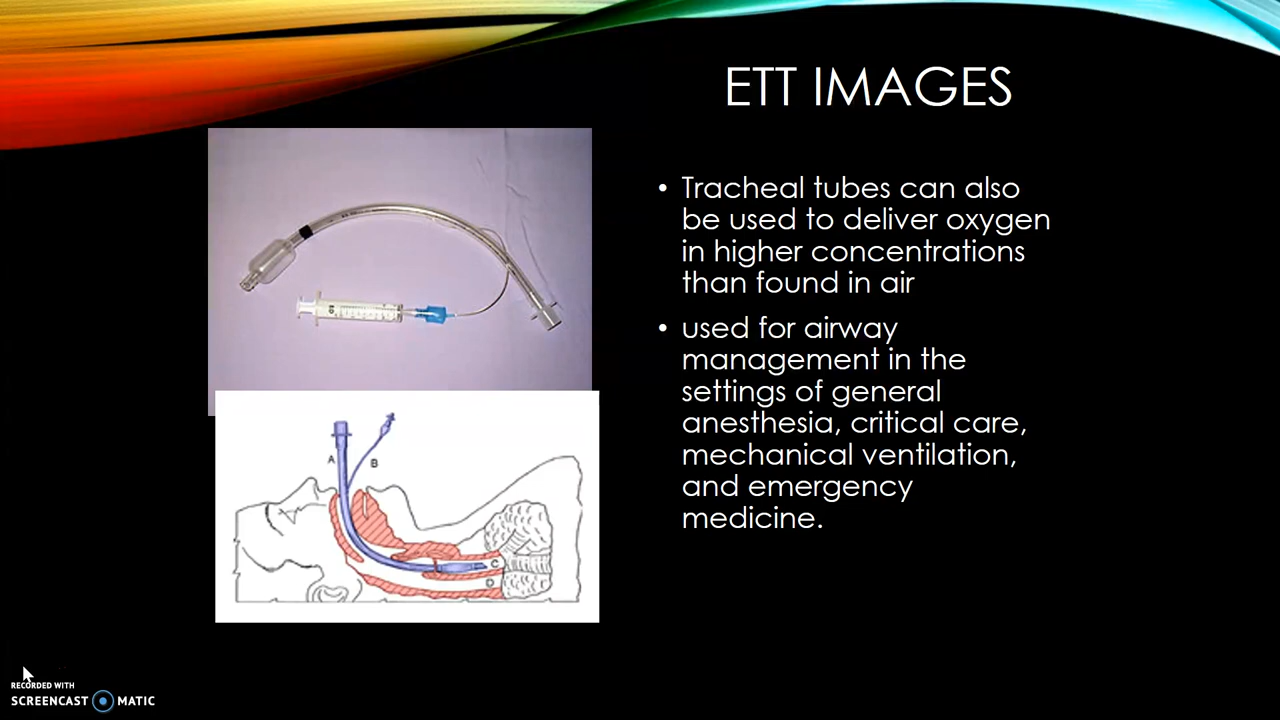 ETT IMAGES
• Tracheal tubes can also
be used to deliver oxygen
in higher concentrations
than found in air
• used for airway
management in the
settings of general
anesthesia, critical care,
mechanical ventilation,
and emergency
medicine.
A
B
C
D
RECORDED WITH
SCREENCAST MATIC